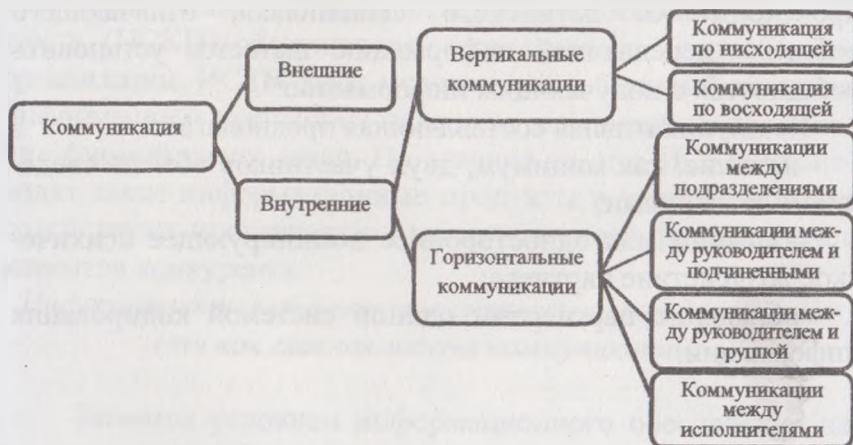 Коммуникация
Внешние
Внутренние
Вертикальные
коммуникации
Горизонтальные
коммуникации
Коммуникация
по нисходящей
Коммуникация
по восходящей
Коммуникации
между
подразделениями
Коммуникации меж-
ду руководителем и
подчиненными
Коммуникации меж-
ду руководителем и
группой
Коммуникации
между
исполнителями